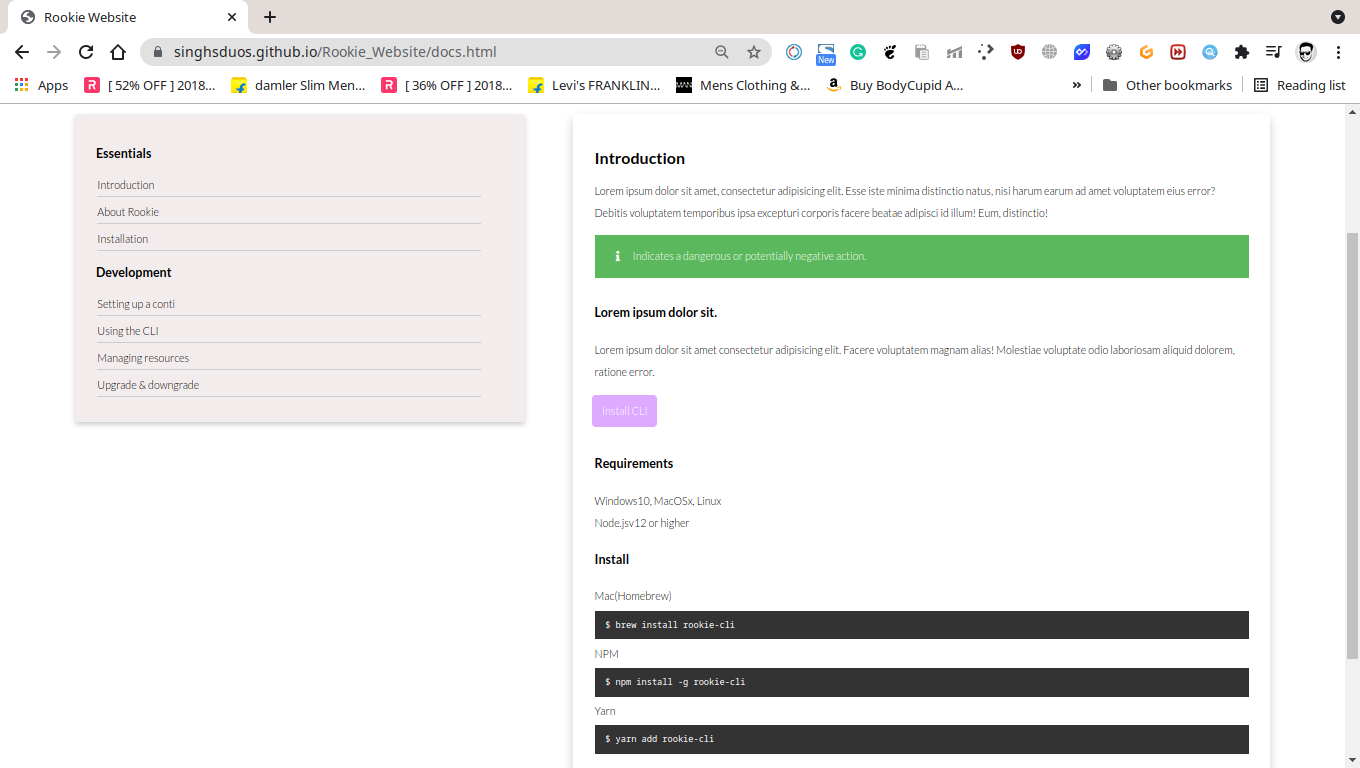 Rookie Website
singhsduos.github.io/Rookie_Website/docs.html
New
Apps
[ 52% OFF ] 2018...
damler Slim Men...
[ 36% OFF ] 2018...
Levi's FRANKLIN...
Mens Clothing &...
Buy BodyCupid A...
»
Other bookmarks
Reading list
Essentials
Introduction
About Rookie
Installation
Development
Setting up a conti
Using the CLI
Managing resources
Upgrade & downgrade
Introduction
Lorem ipsum dolor sit amet, consectetur adipisicing elit. Esse iste minima distinctio natus, nisi harum earum ad amet voluptatem eius error?
Debitis voluptatem temporibus ipsa excepturi corporis facere beatae adipisci id illum! Eum, distinctio!
Indicates a dangerous or potentially negative action.
Lorem ipsum dolor sit.
Lorem ipsum dolor sit amet consectetur adipisicing elit. Facere voluptatem magnam alias! Molestiae voluptate odio laboriosam aliquid dolorem,
ratione error.
Install CLI
Requirements
Windows10, MacOSx, Linux
Node.jsv12 or higher
Install
Mac(Homebrew)
$ brew install rookie-cli
NPM
$ npm install -g rookie-cli
Yarn
$ yarn add rookie-cli